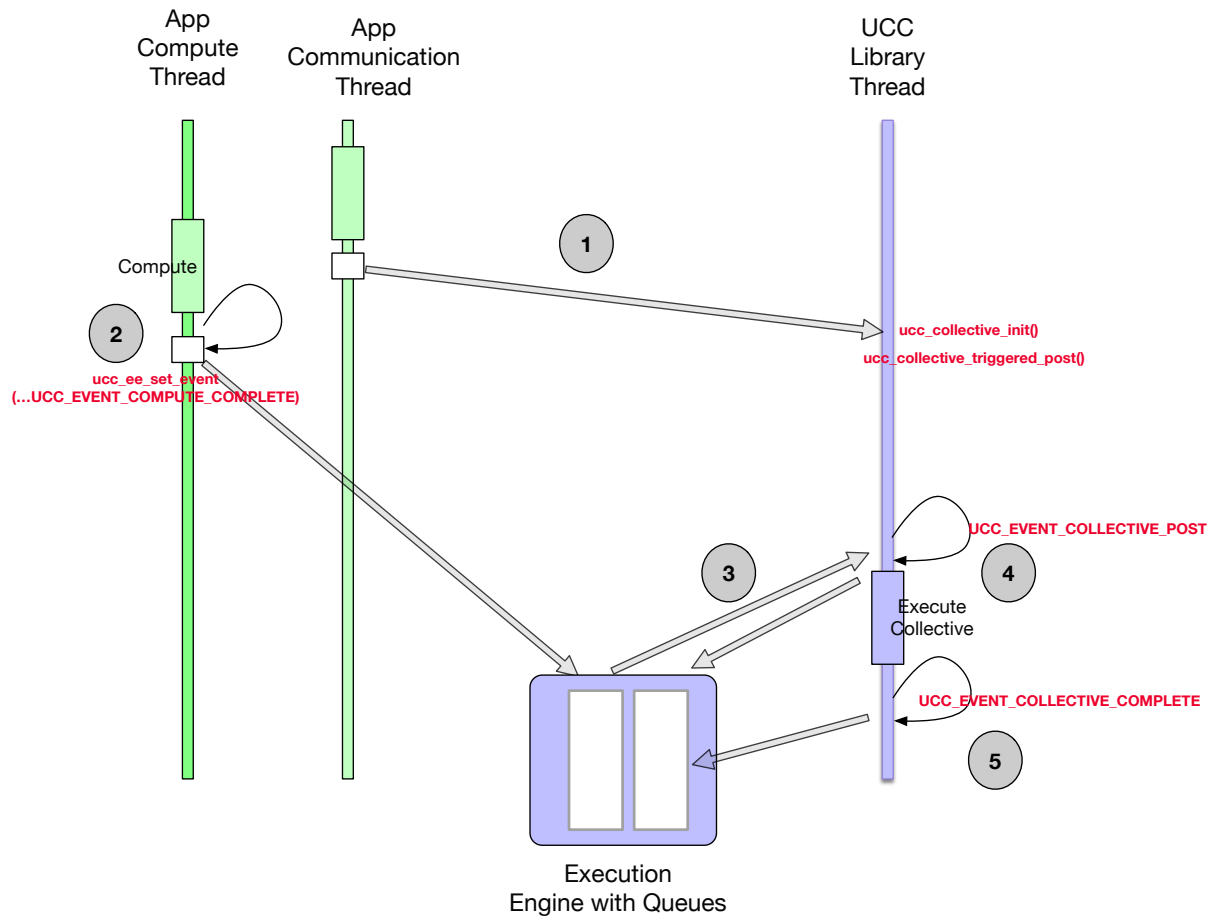 App
Compute
Thread
App
Communication
Thread
UCC
Library
Thread
1
Compute
2
ucc_collective_init()
ucc_collective_triggered_post()
ucc_ee_set_event
(...UCC_EVENT_COMPUTE_COMPLETE)
UCC_EVENT_COLLECTIVE_POST
3
4
Execute
Collective
UCC_EVENT_COLLECTIVE_COMPLETE
5
Execution
Engine with Queues